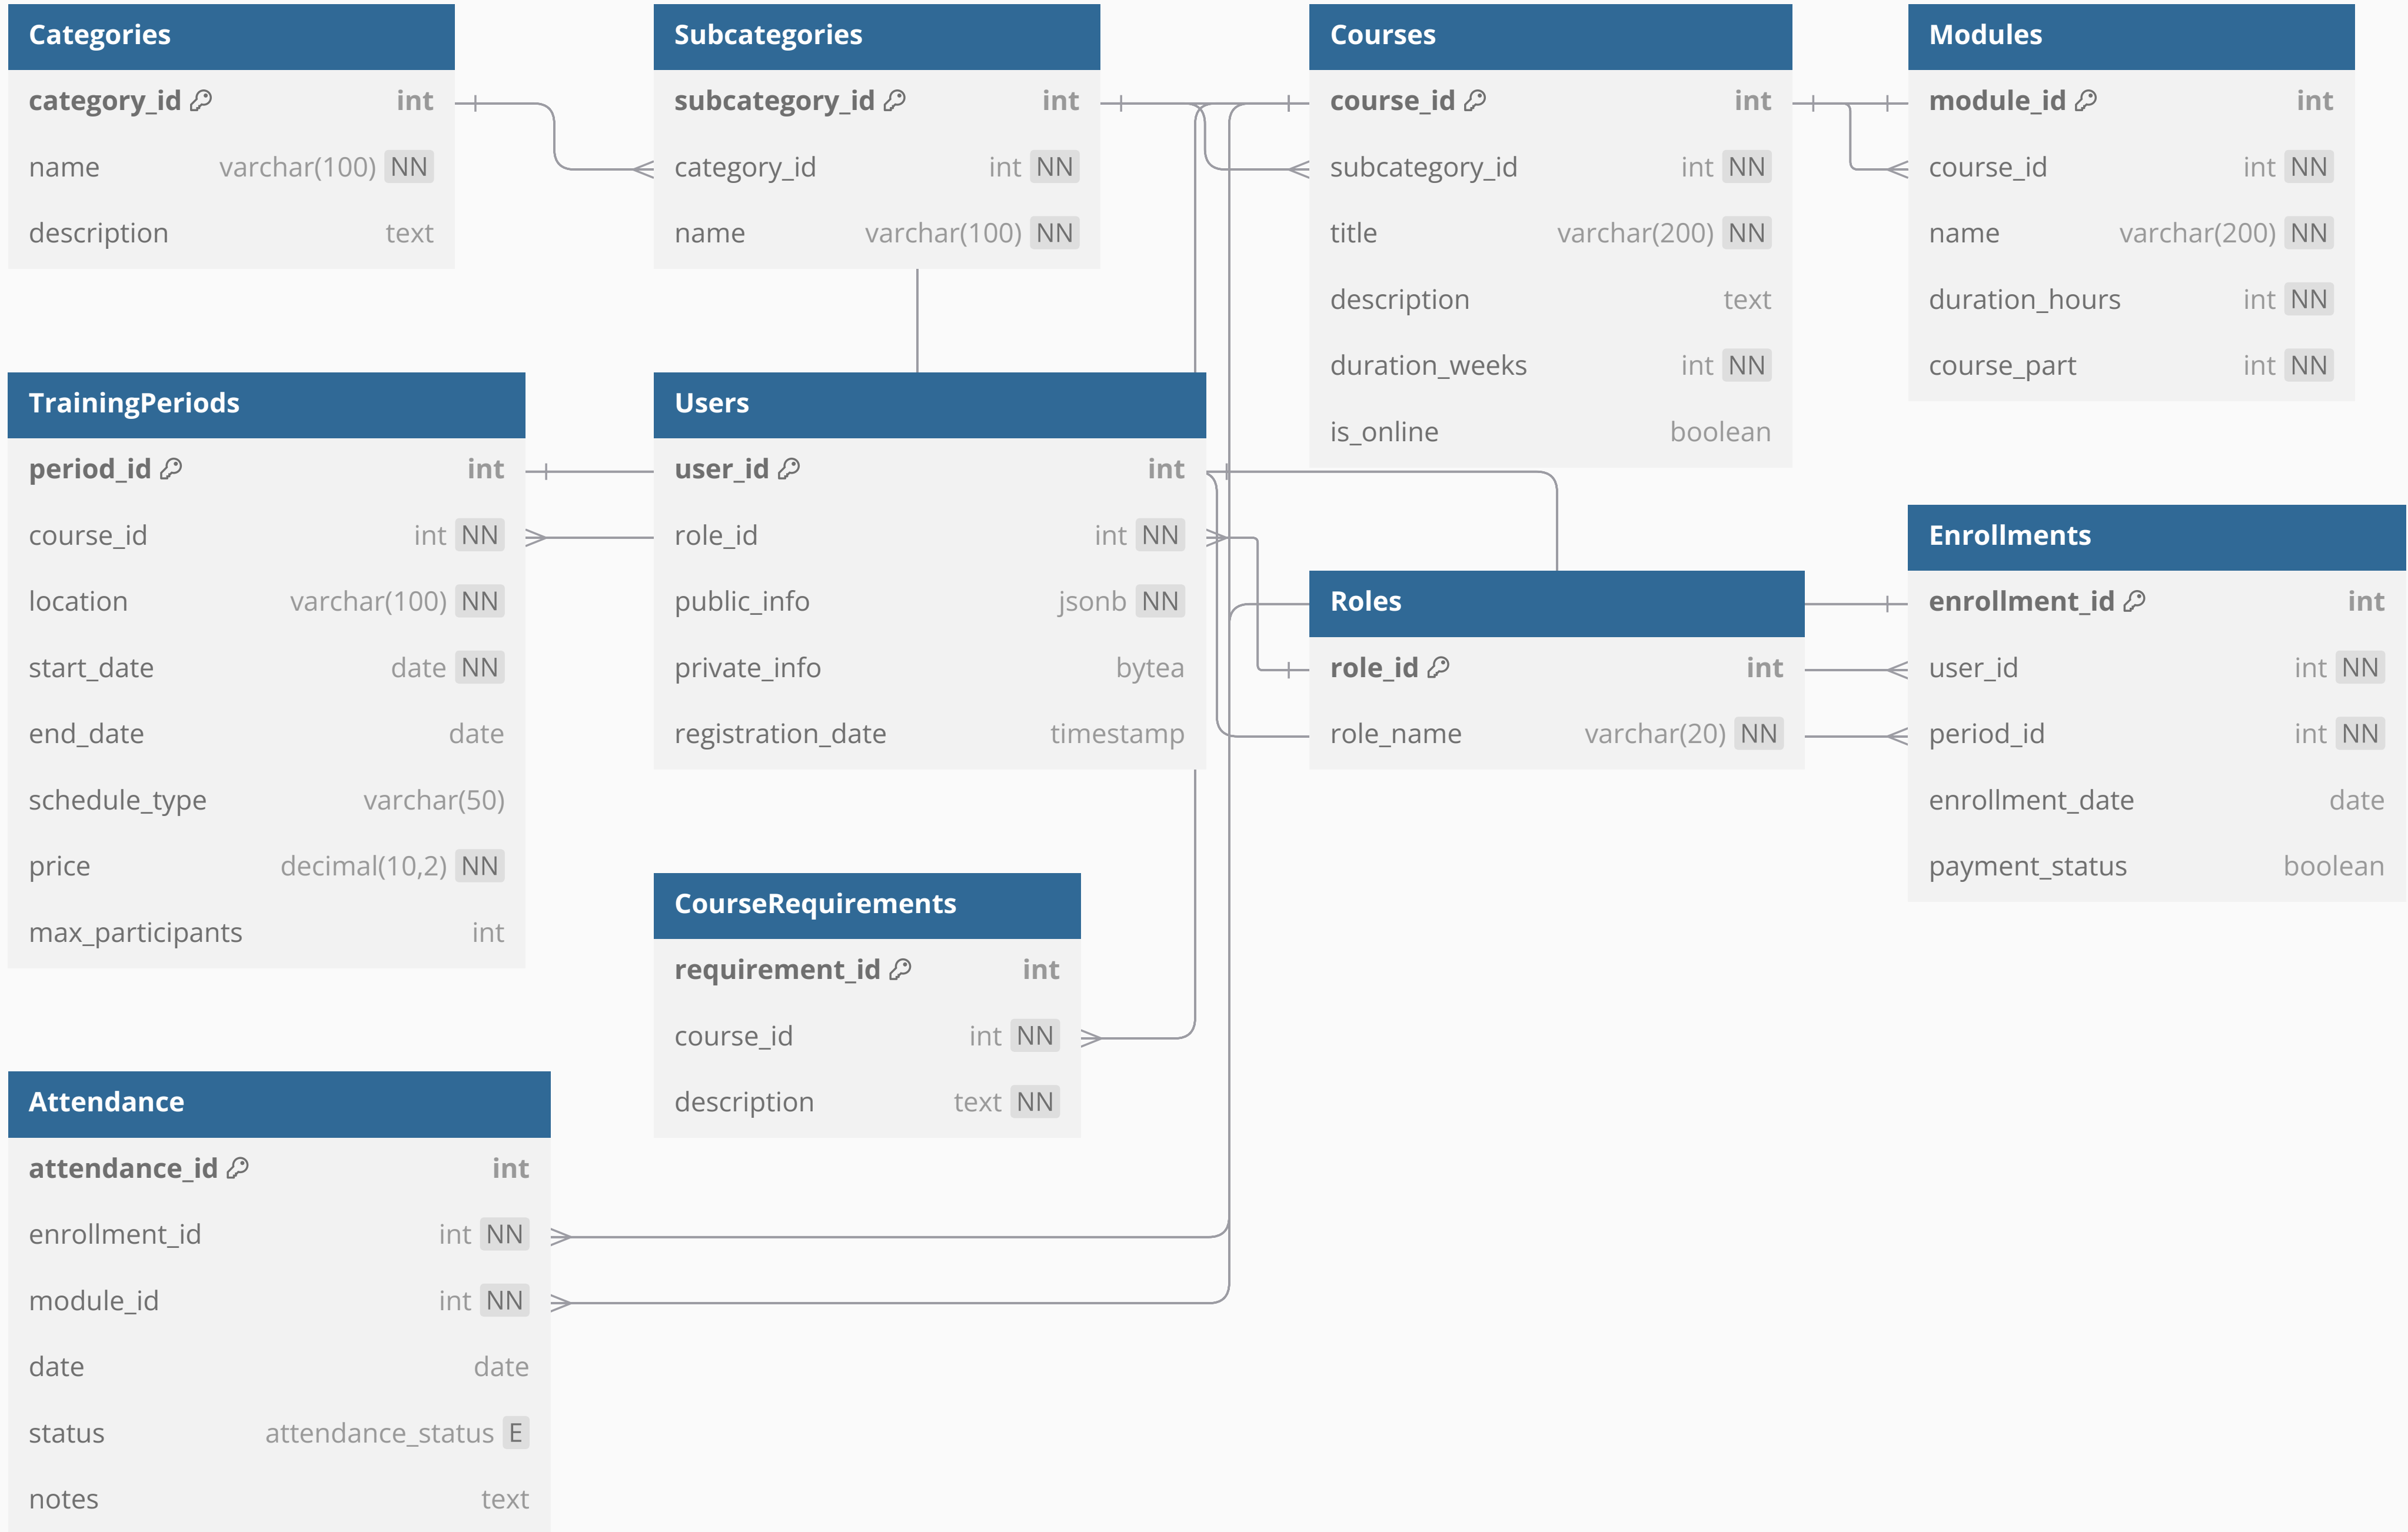 Categories
category_id int
name varchar(100) NN
description text
Subcategories
subcategory_id int
category_id int NN
name varchar(100) NN
Courses
course_id int
subcategory_id int NN
title varchar(200) NN
description text
duration_weeks int NN
is_online boolean
Modules
module_id int
course_id int NN
name varchar(200) NN
duration_hours int NN
course_part int NN
TrainingPeriods
period_id int
course_id int NN
location varchar(100) NN
start_date date NN
end_date date
schedule_type varchar(50)
price decimal(10,2) NN
max_participants int
Users
user_id int
role_id int NN
public_info jsonb NN
private_info bytea
registration_date timestamp
Roles
role_id int
role_name varchar(20) NN
Enrollments
enrollment_id int
user_id int NN
period_id int NN
enrollment_date date
payment_status boolean
CourseRequirements
requirement_id int
course_id int NN
description text NN
Attendance
attendance_id int
enrollment_id int NN
module_id int NN
date date
status attendance_status E
notes text